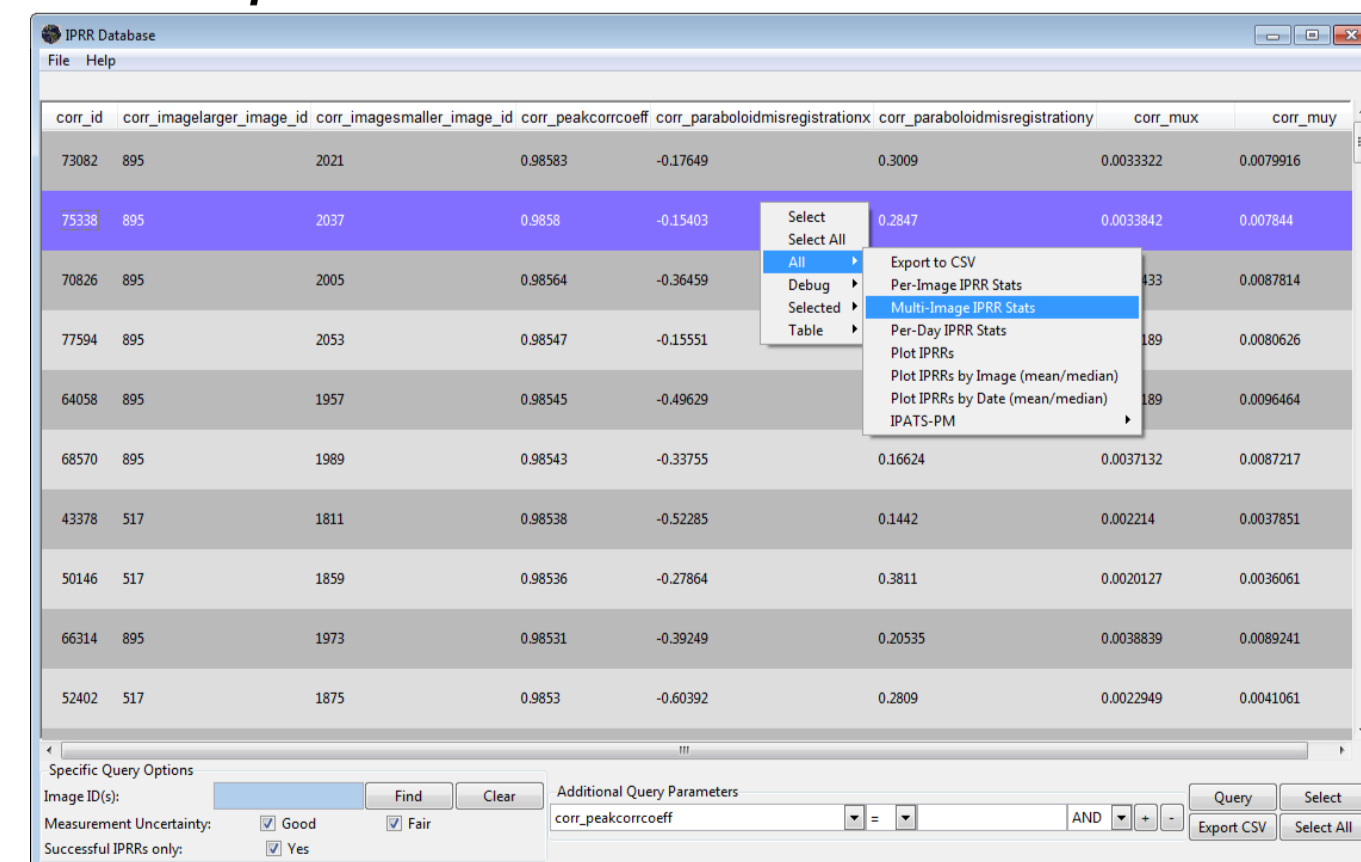 IPRR Database
File Help
corr_id corr_imagelarger_image_id corr_imagesmaller_image_id corr_peakcorrcoeff corr_paraboloidmisregistrationx corr_paraboloidmisregistrationy corr_mux corr_muy
73082 895 2021 0.98583 -0.17649 0.3009 0.0033322 0.0079916
75338 895 2037 0.9858 -0.15403 0.2847 0.0033842 0.007844
Select
Select All
All
Debug
Selected
Table
Export to CSV
Per-Image IPRR Stats
Multi-Image IPRR Stats
Per-Day IPRR Stats
Plot IPRRs
Plot IPRRs by Image (mean/median)
Plot IPRRs by Date (mean/median)
IPATS-PM
70826 895 2005 0.98564 -0.36459 433 0.0087814
77594 895 2053 0.98547 -0.15551 189 0.0080626
64058 895 1957 0.98545 -0.49629 189 0.0096464
68570 895 1989 0.98543 -0.33755 0.16624 0.0037132 0.0087217
43378 517 1811 0.98538 -0.52285 0.1442 0.002214 0.0037851
50146 517 1859 0.98536 -0.27864 0.3811 0.0020127 0.0036061
66314 895 1973 0.98531 -0.39249 0.20535 0.0038839 0.0089241
52402 517 1875 0.9853 -0.60392 0.2809 0.0022949 0.0041061
Specific Query Options
Image ID(s): Find Clear
Measurement Uncertainty: Good Fair
Successful IPRRs only: Yes
Additional Query Parameters
corr_peakcorrcoeff = AND + -
Query Select
Export CSV Select All